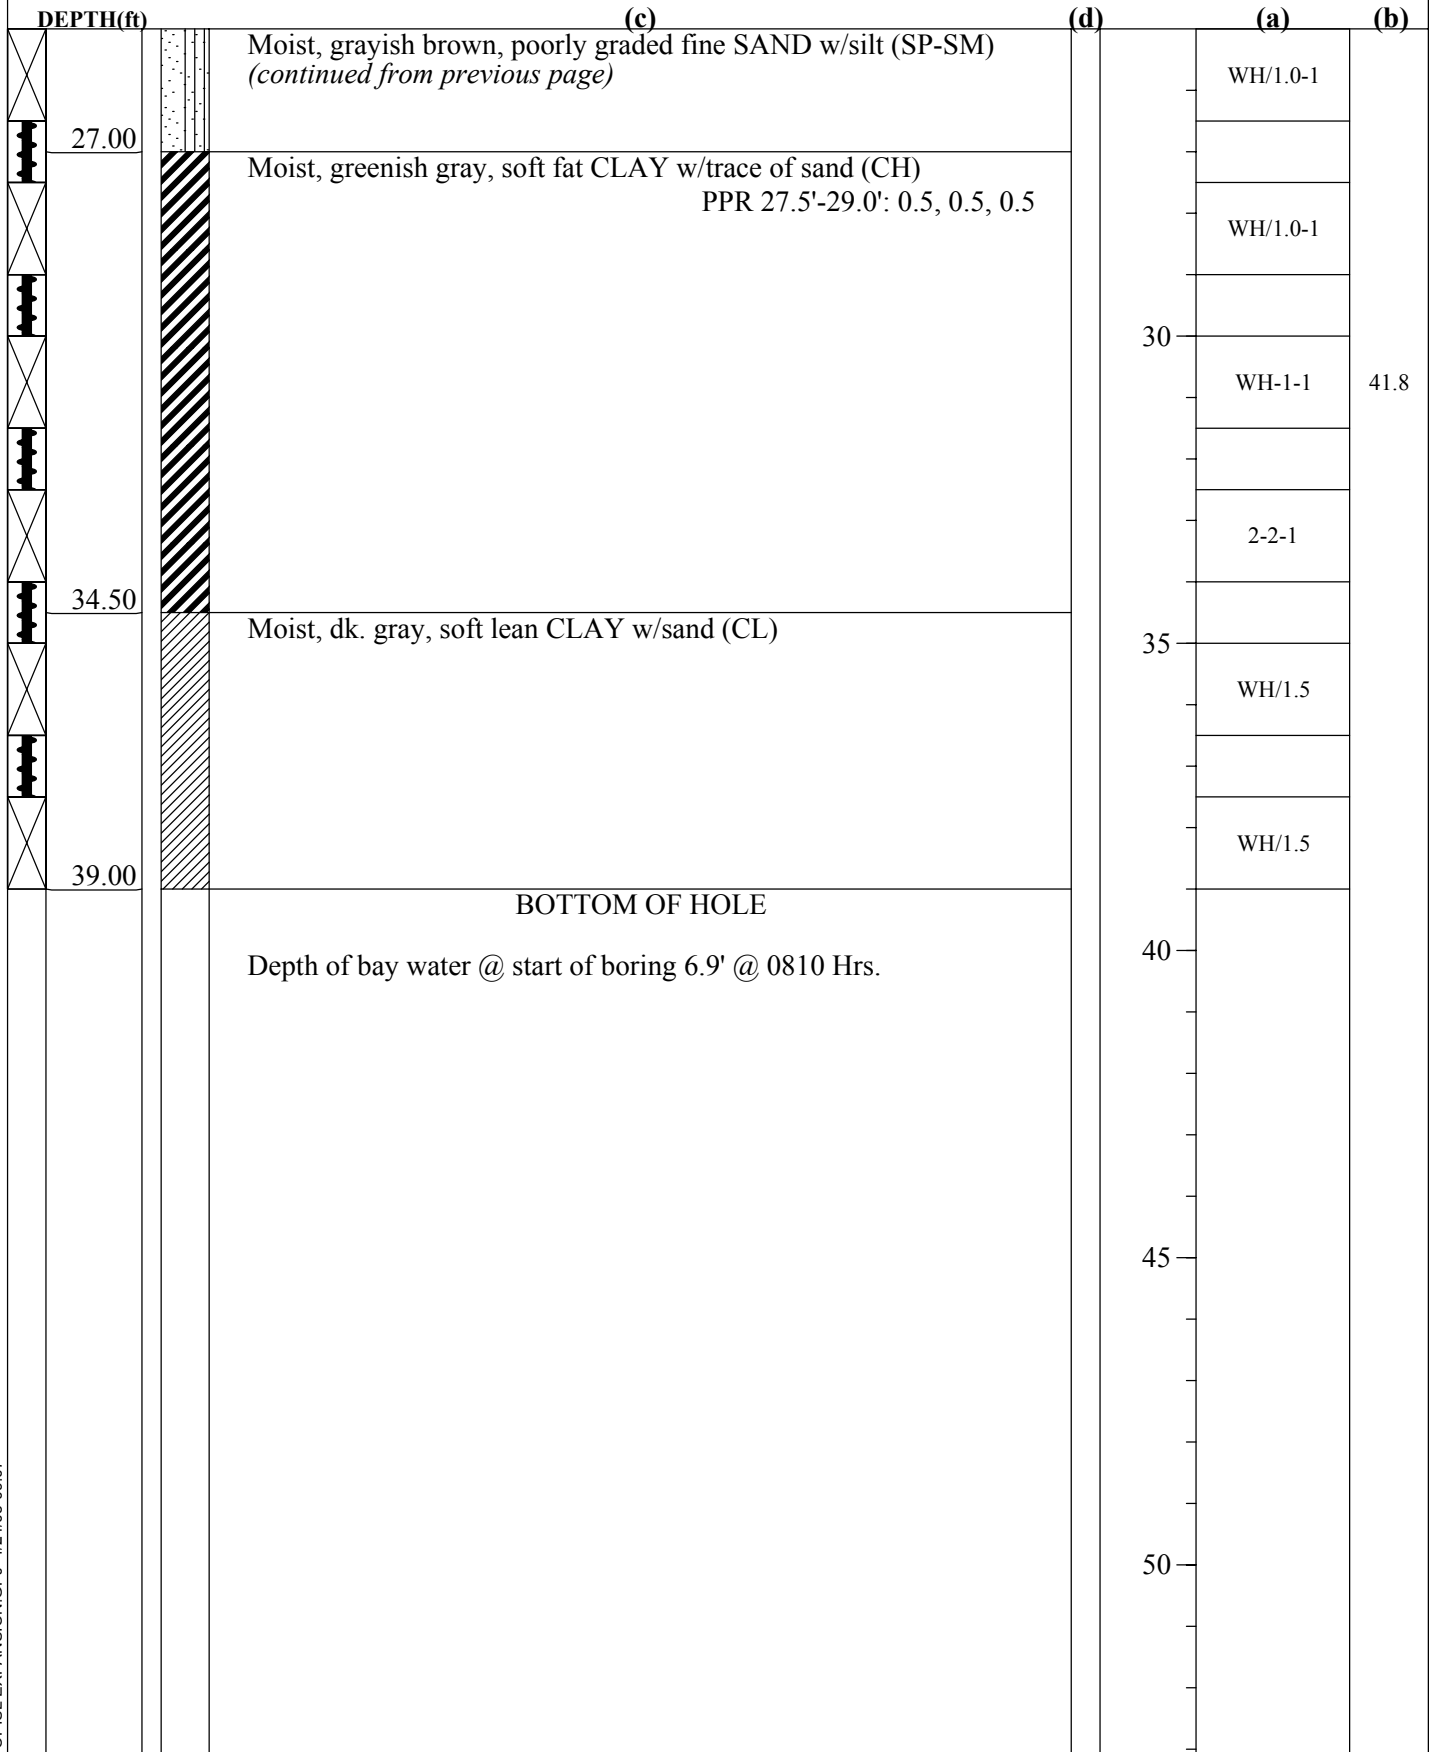 DEPTH(ft) (c) (d) (a) (b)
Moist, grayish brown, poorly graded fine SAND w/silt (SP-SM)
(continued from previous page)
WH/1.0-1
27.00
Moist, greenish gray, soft fat CLAY w/trace of sand (CH)
PPR 27.5'-29.0': 0.5, 0.5, 0.5
WH/1.0-1
30
WH-1-1 41.8
2-2-1
34.50
Moist, dk. gray, soft lean CLAY w/sand (CL)
35
WH/1.5
WH/1.5
39.00
BOTTOM OF HOLE
40
Depth of bay water @ start of boring 6.9' @ 0810 Hrs.
45
50